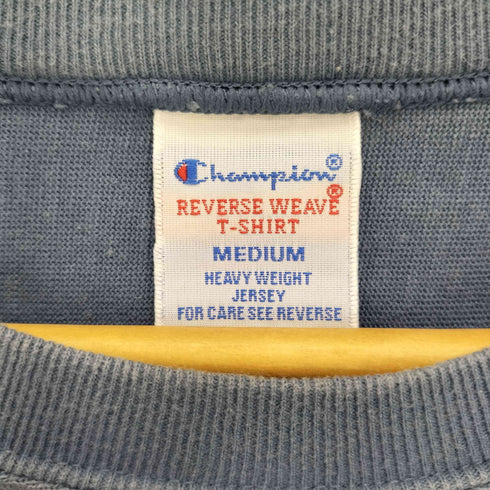 Champion®
REVERSE WEAVE®
T-SHIRT
MEDIUM
HEAVY WEIGHT
JERSEY
FOR CARE SEE REVERSE